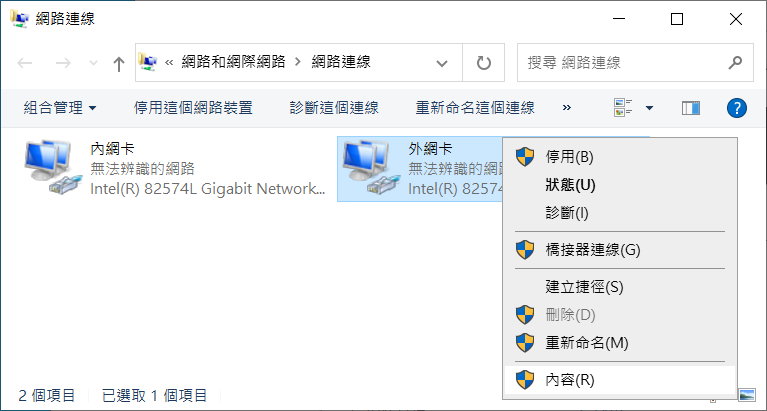 網路連線
« 網路和網際網路 › 網路連線
搜尋 網路連線
組合管理 停用這個網路裝置 診斷這個連線 重新命名這個連線 »
內網卡
無法辨識的網路
Intel(R) 82574L Gigabit Network...
外網卡
無法辨識的網路
Intel(R) 82574
停用(B)
狀態(U)
診斷(I)
橋接器連線(G)
建立捷徑(S)
刪除(D)
重新命名(M)
內容(R)
2 個項目 已選取 1 個項目